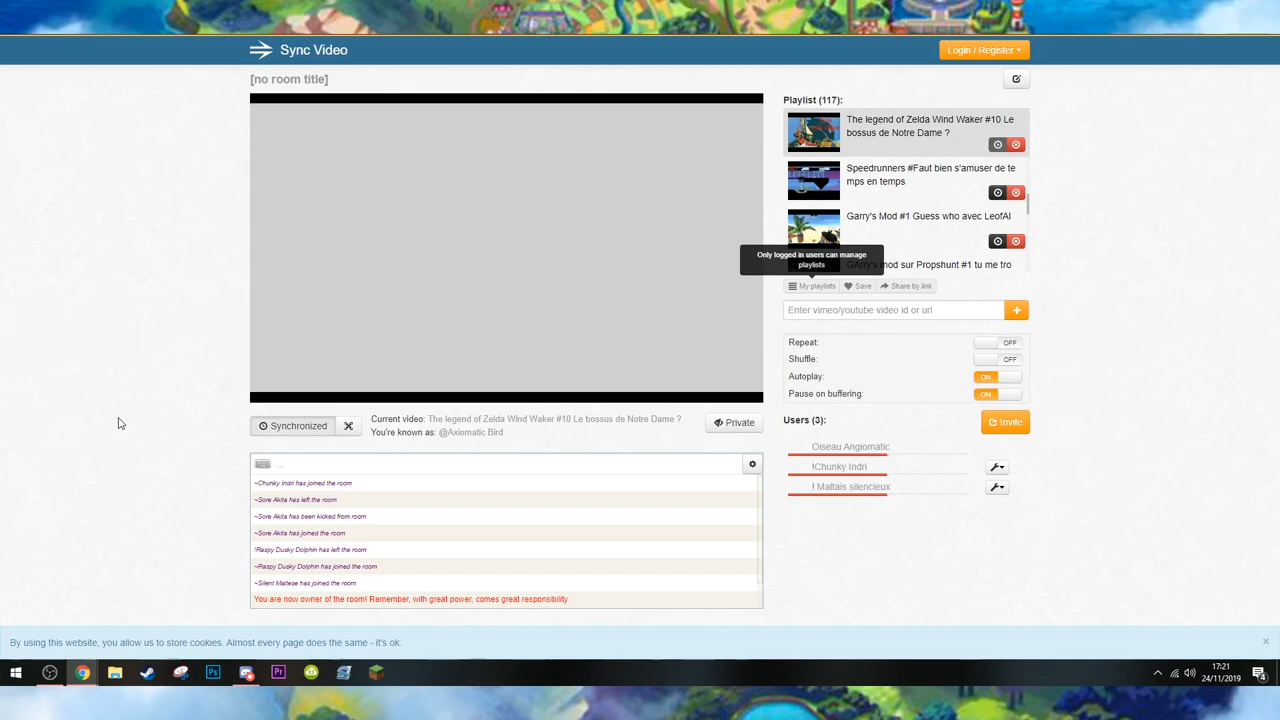 Sync Video
Login / Register
[no room title]
Playlist (117):
The legend of Zelda Wind Waker #10 Le
bossus de Notre Dame ?
Speedrunners #Faut bien s'amuser de te
mps en temps
Garry's Mod #1 Guess who avec LeofAl
Only logged in users can manage
playlists
GArry's mod sur Propshunt #1 tu me tro
My playlists
Save
Share by link
Enter vimeo/youtube video id or url
Repeat: OFF
Shuffle: OFF
Autoplay: ON
Pause on buffering: ON
Synchronized
Current video: The legend of Zelda Wind Waker #10 Le bossus de Notre Dame ?
You're known as: @Axiomatic Bird
Private
Users (3):
Invite
Oiseau Angiomatic
!Chunky Indri
! Maltais silencieux
...
~Chunky Indri has joined the room
~Sore Akita has left the room
~Sore Akita has been kicked from room
~Sore Akita has joined the room
!Raspy Dusky Dolphin has left the room
~Raspy Dusky Dolphin has joined the room
~Silent Maltese has joined the room
You are now owner of the room! Remember, with great power, comes great responsibility
By using this website, you allow us to store cookies. Almost every page does the same - it's ok.
×
Ps
Pr
17:21
24/11/2019
4